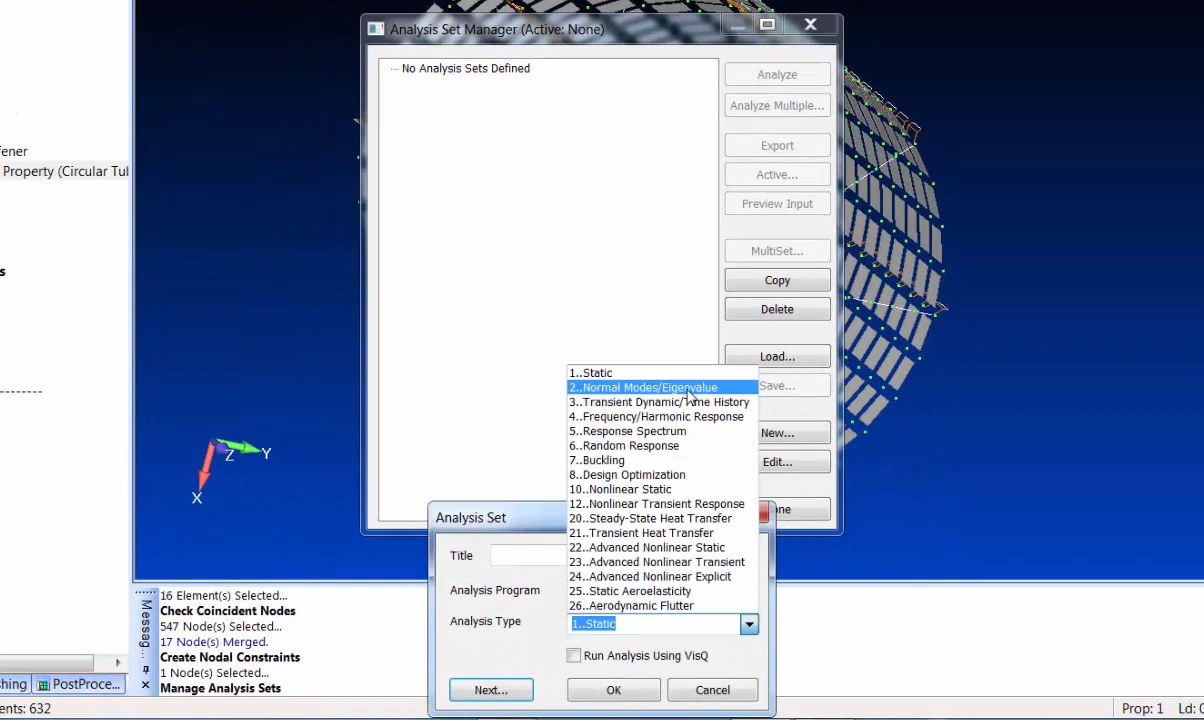 Analysis Set Manager (Active: None)
No Analysis Sets Defined
Analyze
Analyze Multiple...
Export
Active...
Preview Input
MultiSet...
Copy
Delete
Load...
Save...
New...
Edit...
one
fener
Property (Circular Tul
s
Z
Y
X
1..Static
2..Normal Modes/Eigenvalue
3..Transient Dynamic/Time History
4..Frequency/Harmonic Response
5..Response Spectrum
6..Random Response
7..Buckling
8..Design Optimization
10..Nonlinear Static
12..Nonlinear Transient Response
20..Steady-State Heat Transfer
21..Transient Heat Transfer
22..Advanced Nonlinear Static
23..Advanced Nonlinear Transient
24..Advanced Nonlinear Explicit
25..Static Aeroelasticity
26..Aerodynamic Flutter
Analysis Set
Title
Analysis Program
Analysis Type
1..Static
Run Analysis Using VisQ
Next...
OK
Cancel
Messag...
16 Element(s) Selected...
Check Coincident Nodes
547 Node(s) Selected...
17 Node(s) Merged.
Create Nodal Constraints
1 Node(s) Selected...
Manage Analysis Sets
shing
PostProce...
ents: 632
Prop: 1
Ld: 0